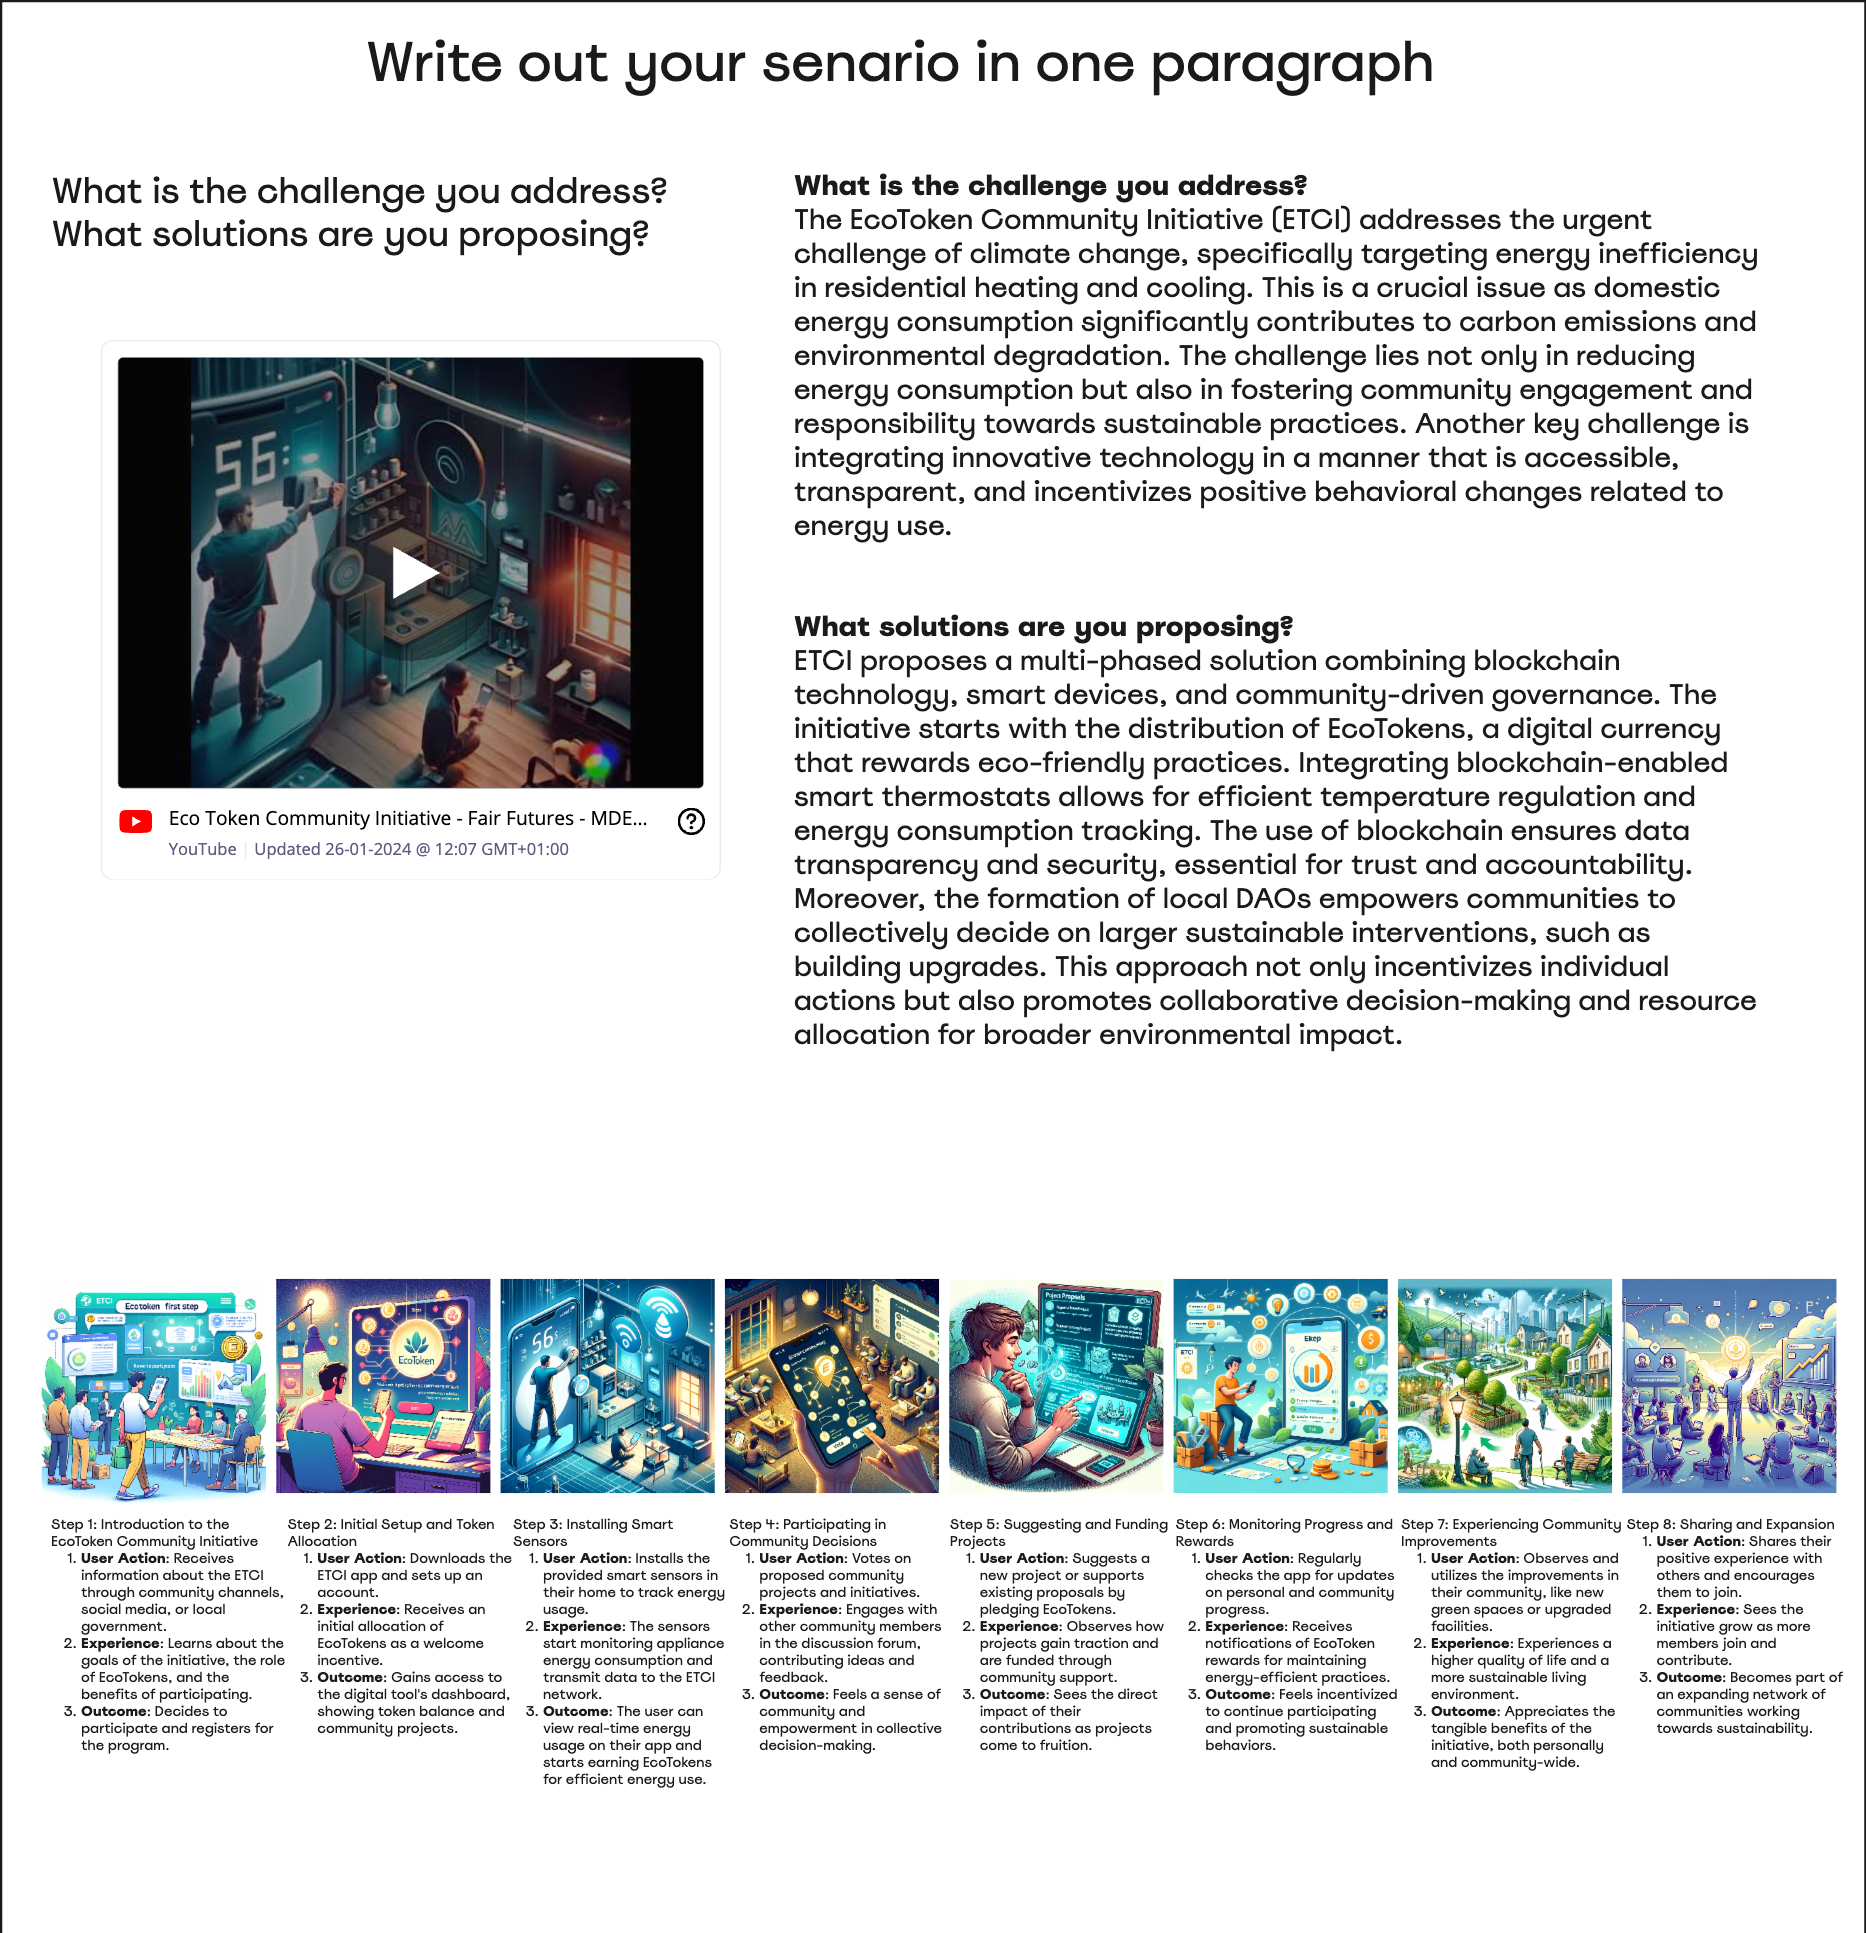 Write out your senario in one paragraph
What is the challenge you address?
What solutions are you proposing?
56:
Eco Token Community Initiative - Fair Futures - MDE...
YouTube | Updated 26-01-2024 @ 12:07 GMT+01:00
What is the challenge you address?
The EcoToken Community Initiative (ETCI) addresses the urgent
challenge of climate change, specifically targeting energy inefficiency
in residential heating and cooling. This is a crucial issue as domestic
energy consumption significantly contributes to carbon emissions and
environmental degradation. The challenge lies not only in reducing
energy consumption but also in fostering community engagement and
responsibility towards sustainable practices. Another key challenge is
integrating innovative technology in a manner that is accessible,
transparent, and incentivizes positive behavioral changes related to
energy use.
What solutions are you proposing?
ETCI proposes a multi-phased solution combining blockchain
technology, smart devices, and community-driven governance. The
initiative starts with the distribution of EcoTokens, a digital currency
that rewards eco-friendly practices. Integrating blockchain-enabled
smart thermostats allows for efficient temperature regulation and
energy consumption tracking. The use of blockchain ensures data
transparency and security, essential for trust and accountability.
Moreover, the formation of local DAOs empowers communities to
collectively decide on larger sustainable interventions, such as
building upgrades. This approach not only incentivizes individual
actions but also promotes collaborative decision-making and resource
allocation for broader environmental impact.
ETCI
Ecotoken first step
EcoToken
56
Project Proposals
ETCI
Ekep
Step 1: Introduction to the
EcoToken Community Initiative
1. User Action: Receives
information about the ETCI
through community channels,
social media, or local
government.
2. Experience: Learns about the
goals of the initiative, the role
of EcoTokens, and the
benefits of participating.
3. Outcome: Decides to
participate and registers for
the program.
Step 2: Initial Setup and Token
Allocation
1. User Action: Downloads the
ETCI app and sets up an
account.
2. Experience: Receives an
initial allocation of
EcoTokens as a welcome
incentive.
3. Outcome: Gains access to
the digital tool's dashboard,
showing token balance and
community projects.
Step 3: Installing Smart
Sensors
1. User Action: Installs the
provided smart sensors in
their home to track energy
usage.
2. Experience: The sensors
start monitoring appliance
energy consumption and
transmit data to the ETCI
network.
3. Outcome: The user can
view real-time energy
usage on their app and
starts earning EcoTokens
for efficient energy use.
Step 4: Participating in
Community Decisions
1. User Action: Votes on
proposed community
projects and initiatives.
2. Experience: Engages with
other community members
in the discussion forum,
contributing ideas and
feedback.
3. Outcome: Feels a sense of
community and
empowerment in collective
decision-making.
Step 5: Suggesting and Funding
Projects
1. User Action: Suggests a
new project or supports
existing proposals by
pledging EcoTokens.
2. Experience: Observes how
projects gain traction and
are funded through
community support.
3. Outcome: Sees the direct
impact of their
contributions as projects
come to fruition.
Step 6: Monitoring Progress and
Rewards
1. User Action: Regularly
checks the app for updates
on personal and community
progress.
2. Experience: Receives
notifications of EcoToken
rewards for maintaining
energy-efficient practices.
3. Outcome: Feels incentivized
to continue participating
and promoting sustainable
behaviors.
Step 7: Experiencing Community
Improvements
1. User Action: Observes and
utilizes the improvements in
their community, like new
green spaces or upgraded
facilities.
2. Experience: Experiences a
higher quality of life and a
more sustainable living
environment.
3. Outcome: Appreciates the
tangible benefits of the
initiative, both personally
and community-wide.
Step 8: Sharing and Expansion
1. User Action: Shares their
positive experience with
others and encourages
them to join.
2. Experience: Sees the
initiative grow as more
members join and
contribute.
3. Outcome: Becomes part of
an expanding network of
communities working
towards sustainability.